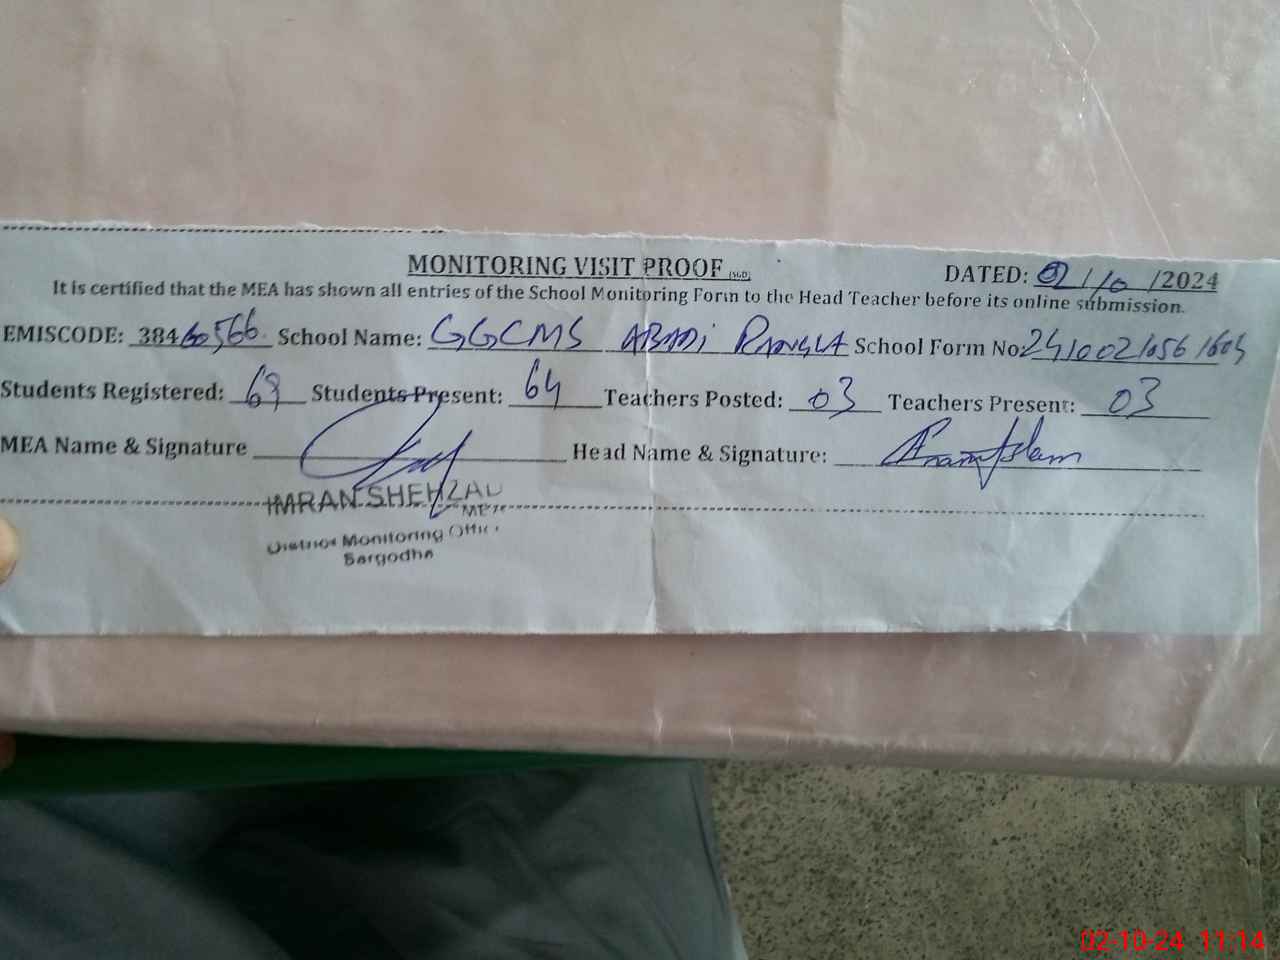 MONITORING VISIT PROOF (SGD) DATED: 02/10/2024
It is certified that the MEA has shown all entries of the School Monitoring Form to the Head Teacher before its online submission.
EMISCODE: 38460566 School Name: GGCMS ABADI RANGLA School Form No:
Students Registered: Students Present: 64 Teachers Posted: 03 Teachers Present: 03
MEA Name & Signature Head Name & Signature:
IMRAN SHEHZAD
MEA
District Monitoring Office
Sargodha
02-10-24 11:14